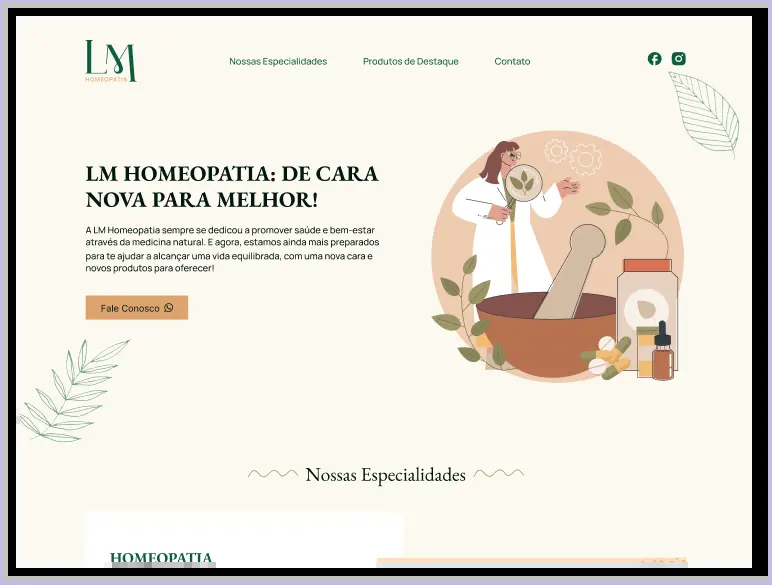 LM
HOMEOPATIA
Nossas Especialidades
Produtos de Destaque
Contato
LM HOMEOPATIA: DE CARA
NOVA PARA MELHOR!
A LM Homeopatia sempre se dedicou a promover saúde e bem-estar
através da medicina natural. E agora, estamos ainda mais preparados
para te ajudar a alcançar uma vida equilibrada, com uma nova cara e
novos produtos para oferecer!
Fale Conosco
Nossas Especialidades
HOMEOPATIA